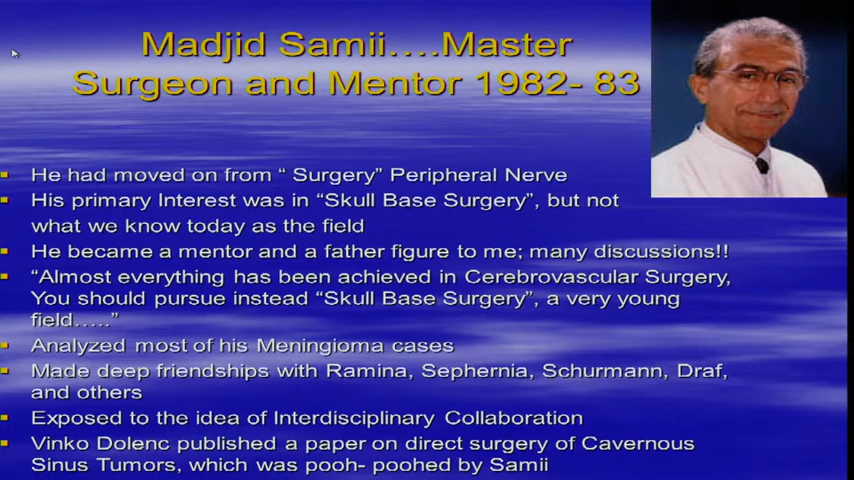 Madjid Samii....Master
Surgeon and Mentor 1982- 83
He had moved on from “ Surgery” Peripheral Nerve
His primary Interest was in “Skull Base Surgery”, but not
what we know today as the field
He became a mentor and a father figure to me; many discussions!!
“Almost everything has been achieved in Cerebrovascular Surgery,
You should pursue instead “Skull Base Surgery”, a very young
field.....”
Analyzed most of his Meningioma cases
Made deep friendships with Ramina, Sephernia, Schurmann, Draf,
and others
Exposed to the idea of Interdisciplinary Collaboration
Vinko Dolenc published a paper on direct surgery of Cavernous
Sinus Tumors, which was pooh- poohed by Samii